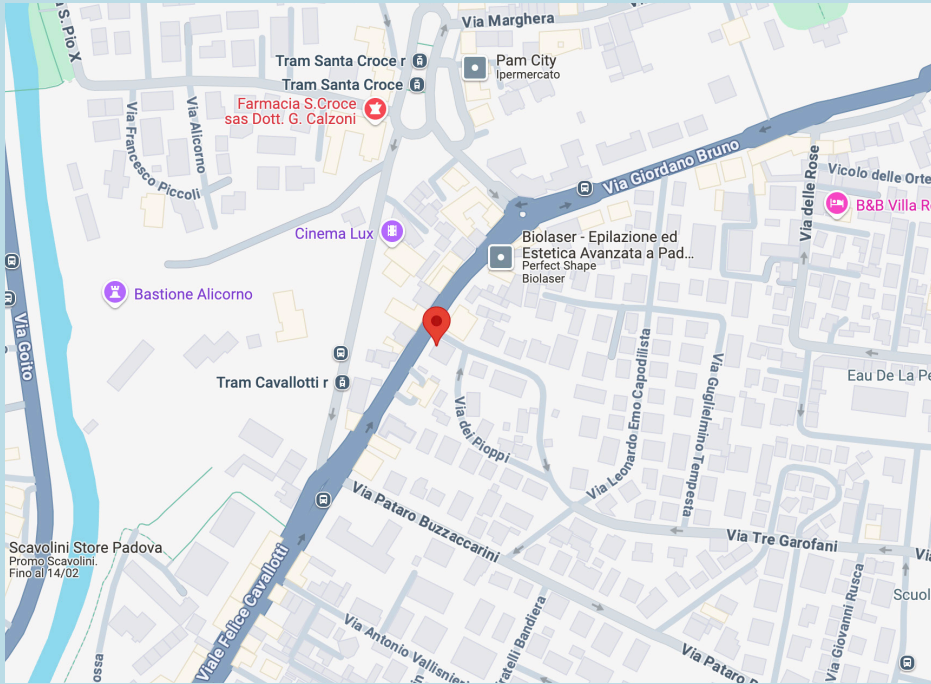 S. Pio X
Via Marghera
Tram Santa Croce r
Pam City
Ipermercato
Tram Santa Croce
Farmacia S.Croce
sas Dott. G. Calzoni
Via Francesco Piccoli
Via Alicorno
Via Giordano Bruno
Via delle Rose
Vicolo delle Orte
B&B Villa R
Cinema Lux
Biolaser - Epilazione ed
Estetica Avanzata a Pad...
Perfect Shape
Biolaser
Bastione Alicorno
Via Goito
Tram Cavallotti r
Eau De La Pe
Via Leonardo Emo Capodilista
Via Guglielmino Tempesta
Via dei Pioppi
Via Pataro Buzzaccarini
Via Tre Garofani
Scavolini Store Padova
Promo Scavolini.
Fino al 14/02
Viale Felice Cavallotti
Via Giovanni Rusca
Scuol
Via Antonio Vallisnieri
ratelli Bandiera
Via Pataro B
ossa